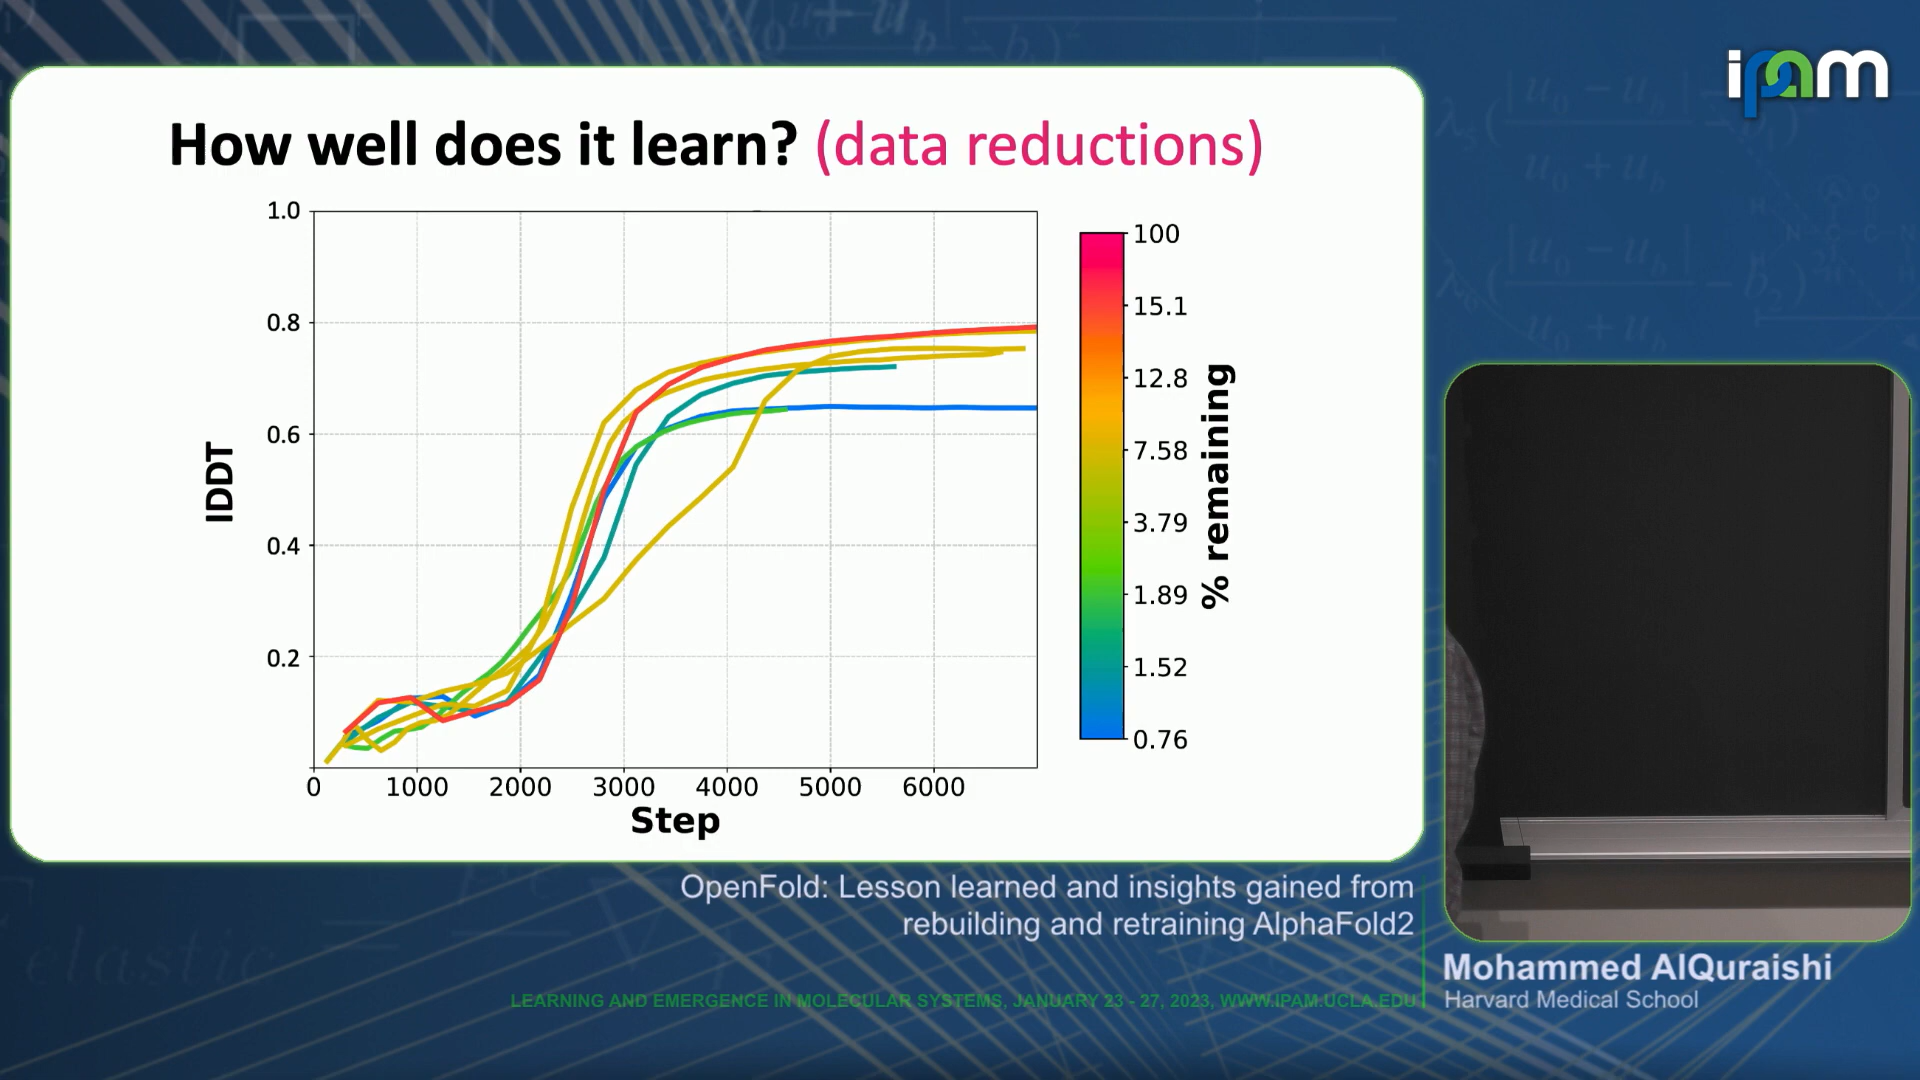 ipam
How well does it learn? (data reductions)
1.0
0.8
0.6
0.4
0.2
lDDT
0 1000 2000 3000 4000 5000 6000
Step
100
15.1
12.8
7.58
3.79
1.89
1.52
0.76
% remaining
OpenFold: Lesson learned and insights gained from
rebuilding and retraining AlphaFold2
LEARNING AND EMERGENCE IN MOLECULAR SYSTEMS, JANUARY 23 - 27, 2023, WWW.IPAM.UCLA.EDU
Mohammed AlQuraishi
Harvard Medical School
elastic